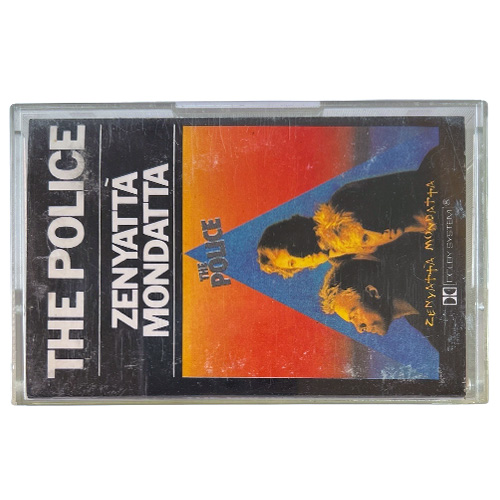 THE POLICE
ZENYATTÀ
MONDATTA
THE
POLICE
ZENYATTA MONDATTA
DOLBY SYSTEM®